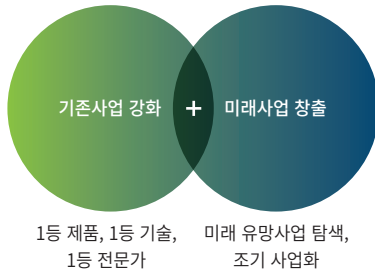 기존사업 강화 + 미래사업 창출
1등 제품, 1등 기술,
1등 전문가
미래 유망사업 탐색,
조기 사업화